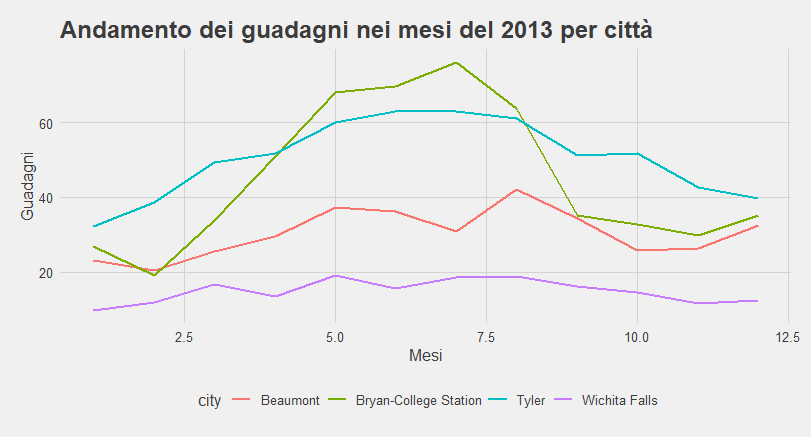 Andamento dei guadagni nei mesi del 2013 per città
Guadagni
60
40
20
2.5 5.0 7.5 10.0 12.5
Mesi
city Beaumont Bryan-College Station Tyler Wichita Falls